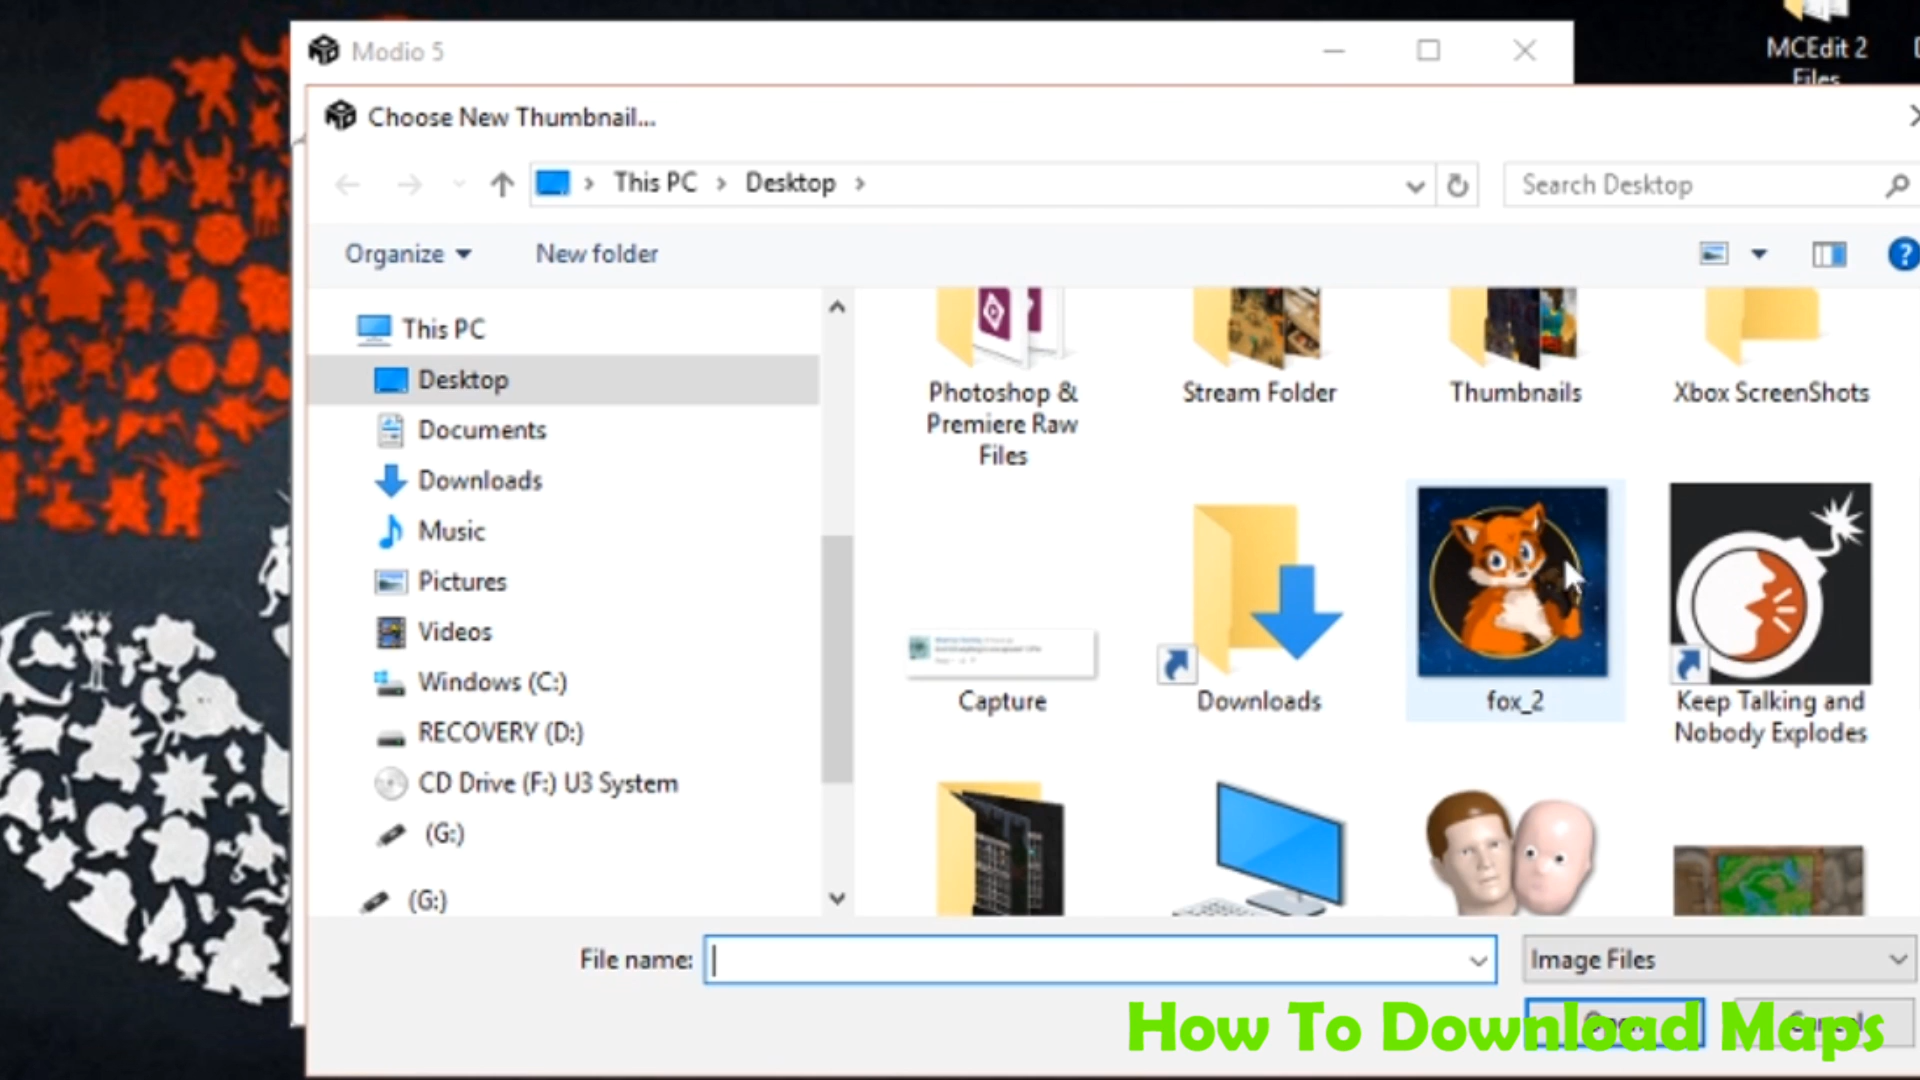 MCEdit 2
Files
Modio 5
Choose New Thumbnail...
This PC
Desktop
Search Desktop
Organize
New folder
This PC
Desktop
Documents
Downloads
Music
Pictures
Videos
Windows (C:)
RECOVERY (D:)
CD Drive (F:) U3 System
(G:)
(G:)
Photoshop &
Premiere Raw
Files
Stream Folder
Thumbnails
Xbox ScreenShots
Capture
Downloads
fox_2
Keep Talking and
Nobody Explodes
File name:
Image Files
How To Download Maps